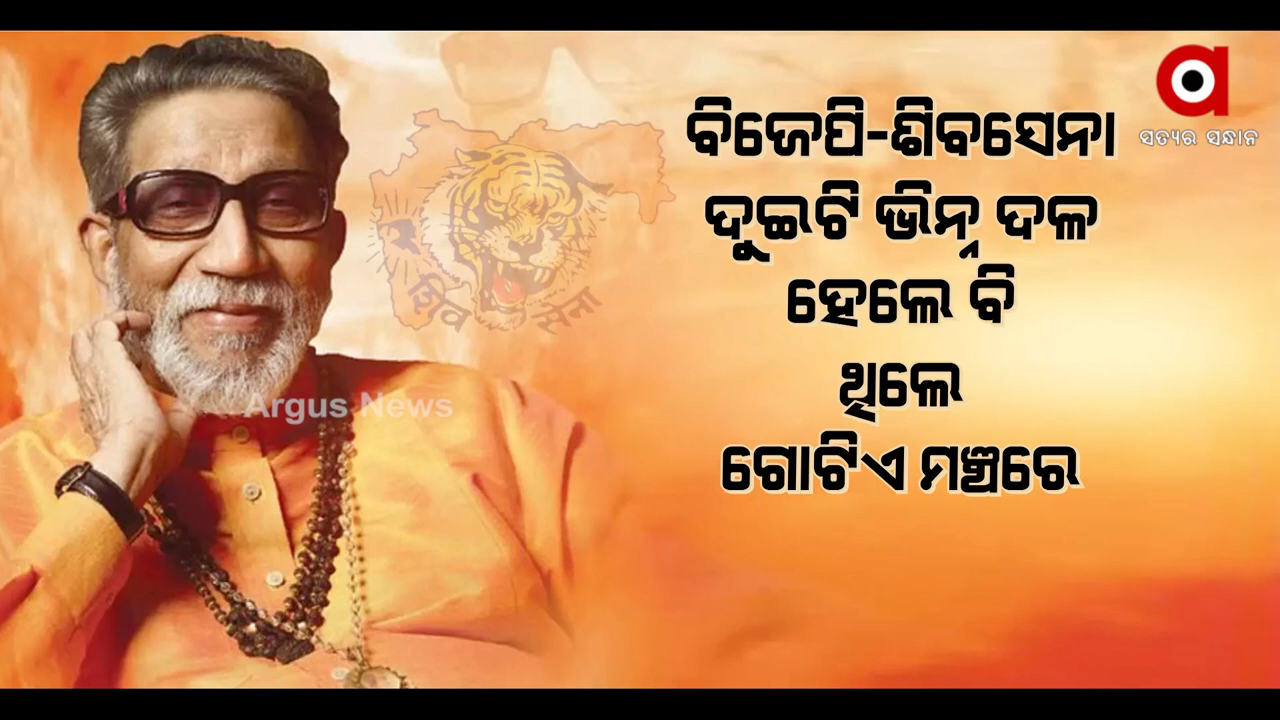 ବିଜେପି-ଶିବସେନା
ଦୁଇଟି ଭିନ୍ନ ଦଳ
ହେଲେ ବି
ଥିଲେ
ଗୋଟିଏ ମଞ୍ଚରେ
ସତ୍ୟର ସନ୍ଧାନ
शिव सेना
Argus News